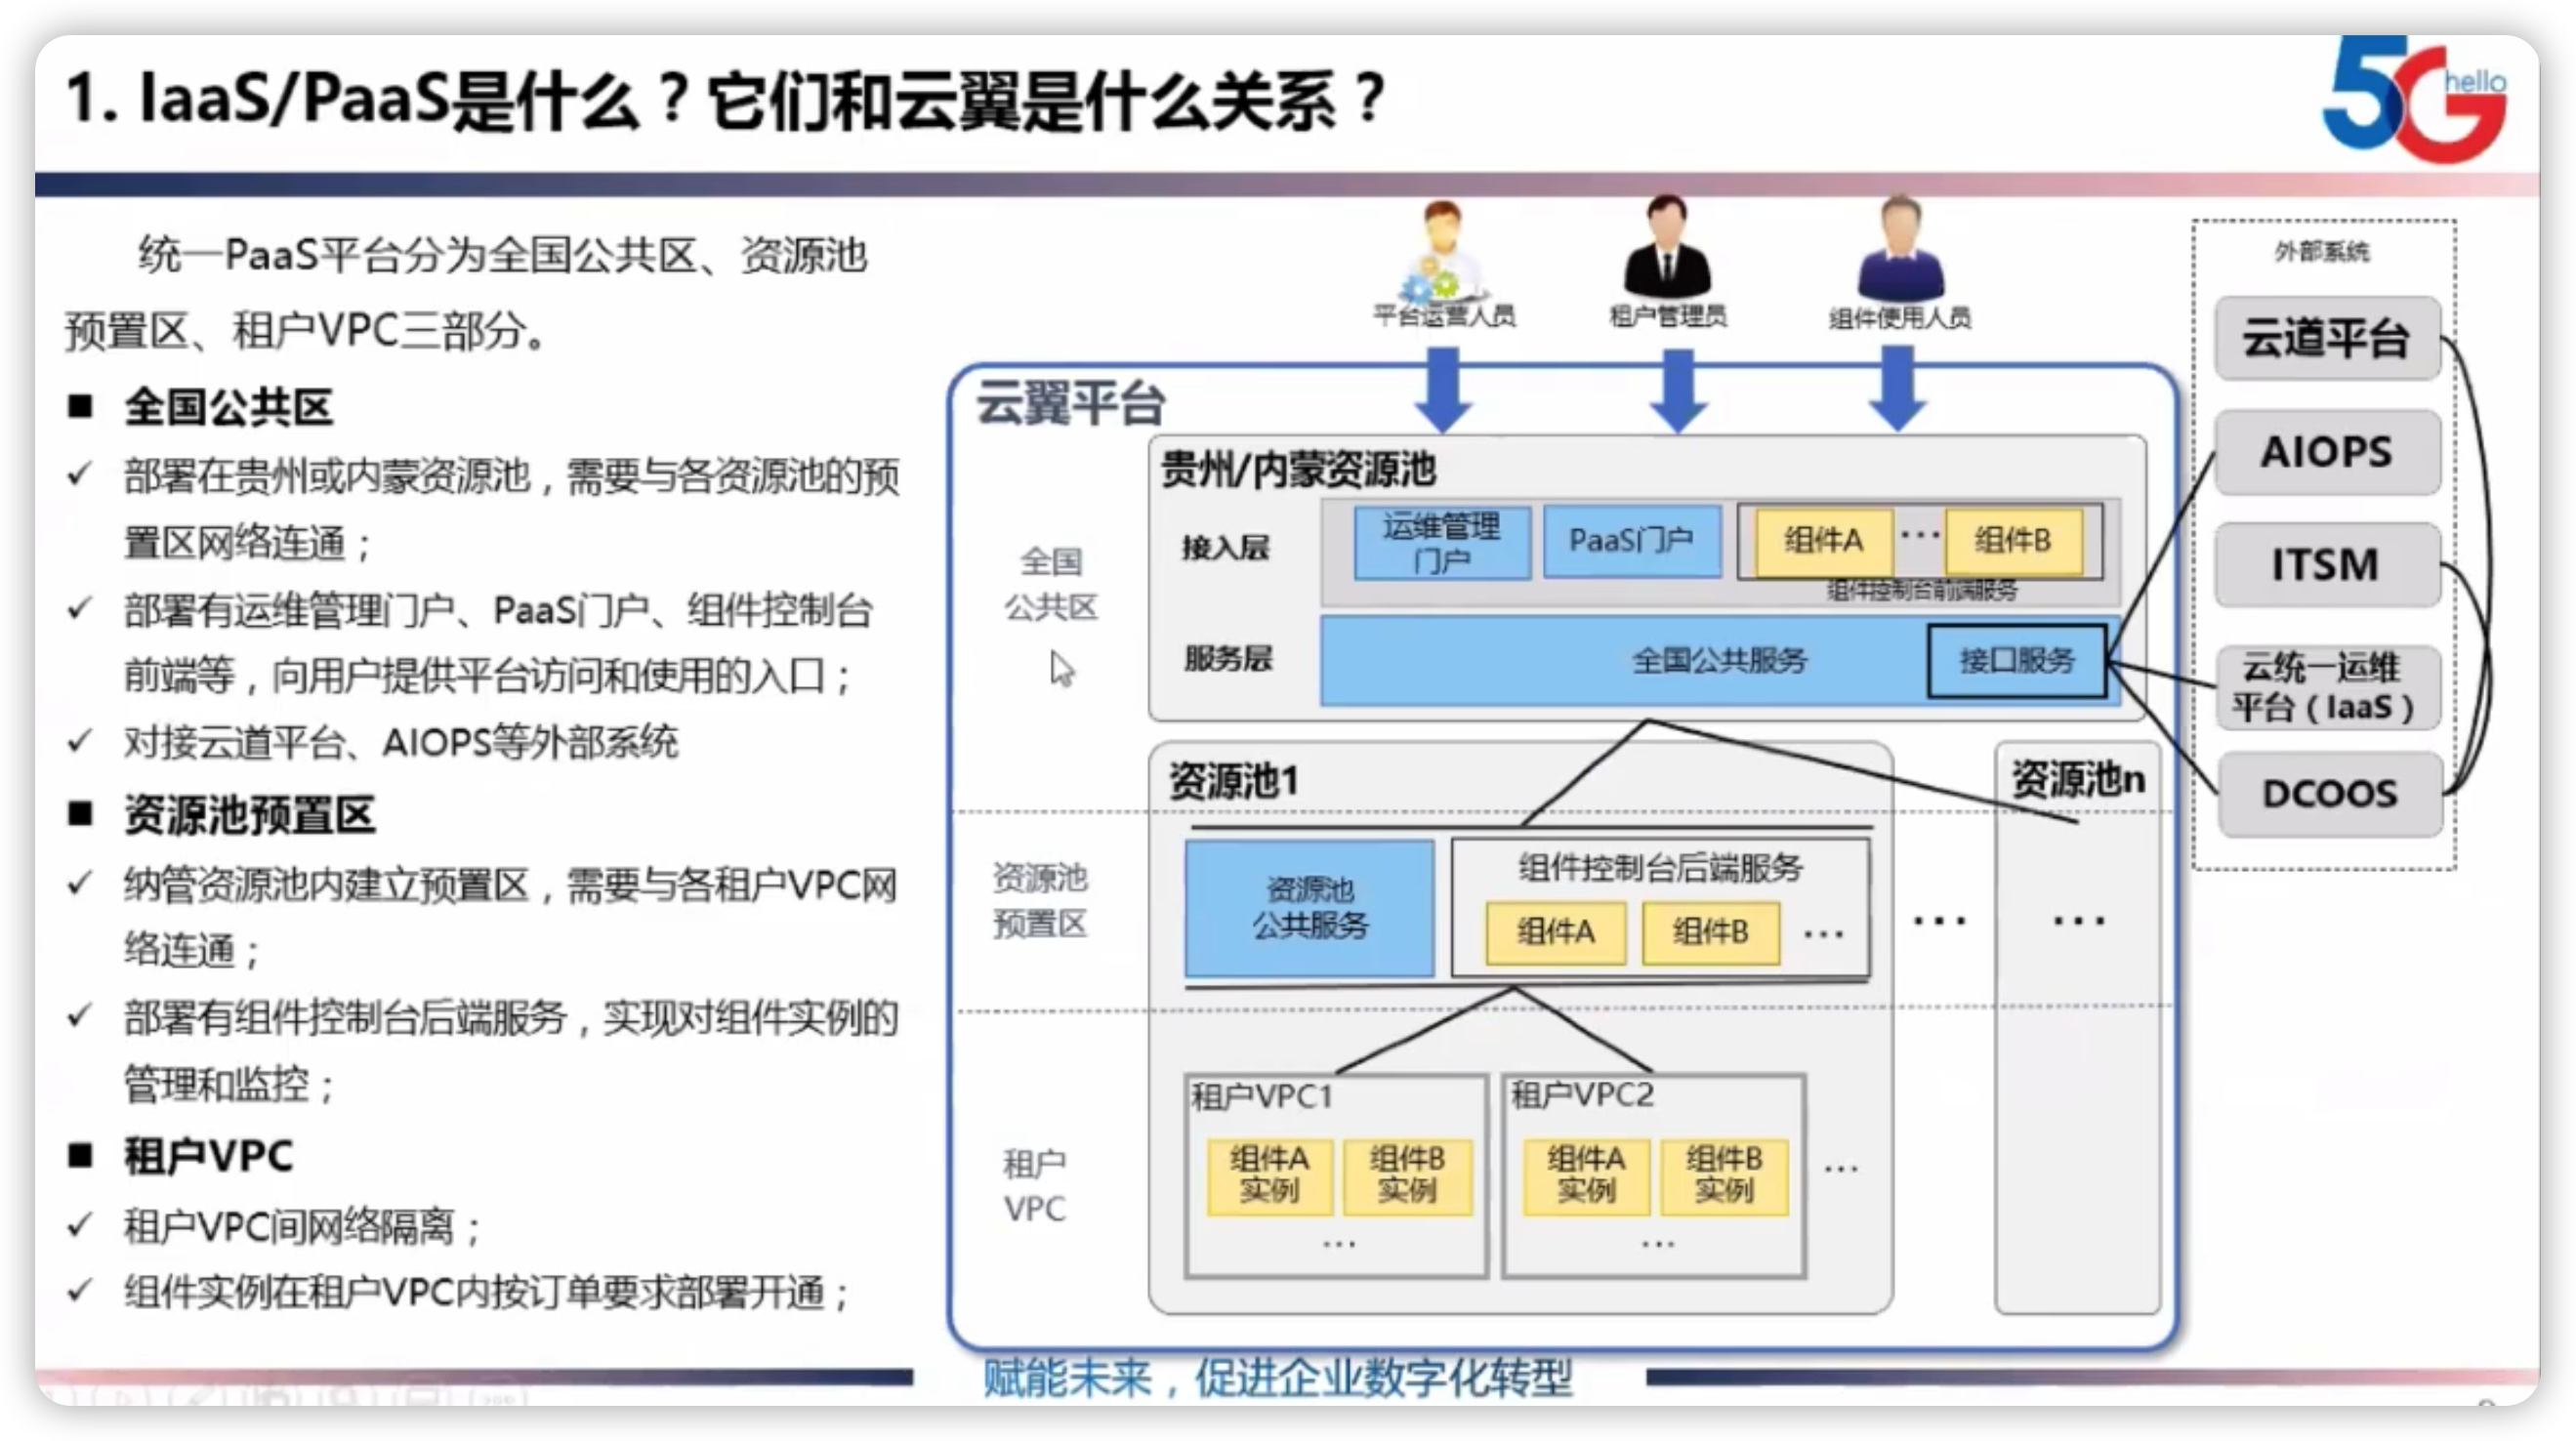 1. IaaS/PaaS是什么？它们和云翼是什么关系？
5G
hello
统一PaaS平台分为全国公共区、资源池
预置区、租户VPC三部分。
■ 全国公共区
✓ 部署在贵州或内蒙资源池，需要与各资源池的预
置区网络连通；
✓ 部署有运维管理门户、PaaS门户、组件控制台
前端等，向用户提供平台访问和使用的入口；
✓ 对接云道平台、AIOPS等外部系统
■ 资源池预置区
✓ 纳管资源池内建立预置区，需要与各租户VPC网
络连通；
✓ 部署有组件控制台后端服务，实现对组件实例的
管理和监控；
■ 租户VPC
✓ 租户VPC间网络隔离；
✓ 组件实例在租户VPC内按订单要求部署开通；
平台运营人员
租户管理员
组件使用人员
云翼平台
贵州/内蒙资源池
全国
公共区
接入层
运维管理
门户
PaaS门户
组件A
...
组件B
组件控制台前端服务
服务层
全国公共服务
接口服务
资源池1
资源池n
资源池
预置区
资源池
公共服务
组件控制台后端服务
组件A
组件B
...
...
...
租户
VPC
租户VPC1
组件A
实例
组件B
实例
...
租户VPC2
组件A
实例
组件B
实例
...
...
外部系统
云道平台
AIOPS
ITSM
云统一运维
平台（IaaS）
DCOOS
赋能未来，促进企业数字化转型